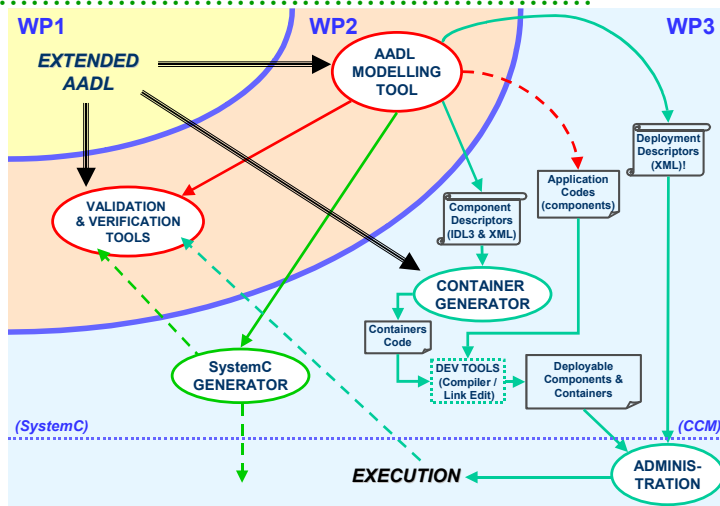 WP1
WP2
WP3
EXTENDED
AADL
AADL
MODELLING
TOOL
Deployment
Descriptors
(XML)!
Application
Codes
(components)
VALIDATION
& VERIFICATION
TOOLS
Component
Descriptors
(IDL3 & XML)
CONTAINER
GENERATOR
Containers
Code
SystemC
GENERATOR
DEV TOOLS
(Compiler /
Link Edit)
Deployable
Components &
Containers
(SystemC)
(CCM)
EXECUTION
ADMINIS-
TRATION